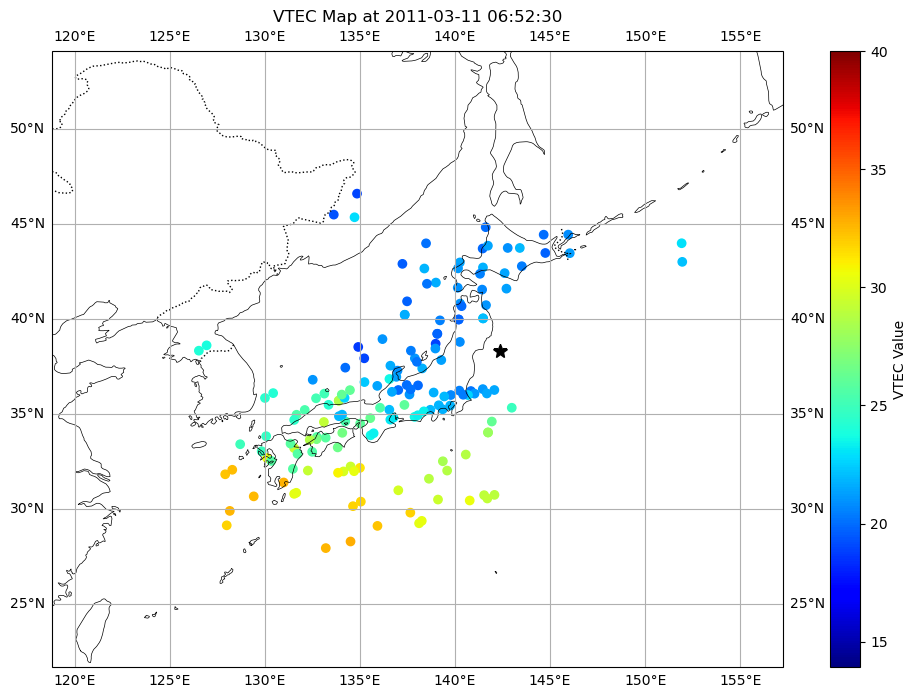 VTEC Map at 2011-03-11 06:52:30
120°E 125°E 130°E 135°E 140°E 145°E 150°E 155°E
40
50°N 50°N
35
45°N 45°N
30
40°N 40°N
VTEC Value
25
35°N 35°N
20
30°N 30°N
25°N 25°N
15
120°E 125°E 130°E 135°E 140°E 145°E 150°E 155°E